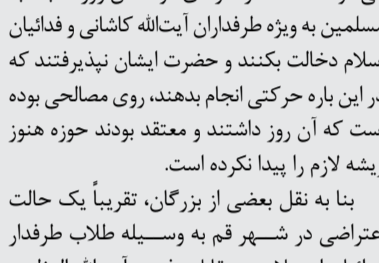 مسلمین به ویژه طرفداران آیت‌الله کاشانی و فدائیان
سلام دخالت بکنند و حضرت ایشان نپذیرفتند که
در این باره حرکتی انجام بدهند، روی مصالحی بوده
است که آن روز داشتند و معتقد بودند حوزه هنوز
ریشه لازم را پیدا نکرده است.
بنا به نقل بعضی از بزرگان، تقریباً یک حالت
عتراضی در شهر قم به وسیله طلاب طرفدار